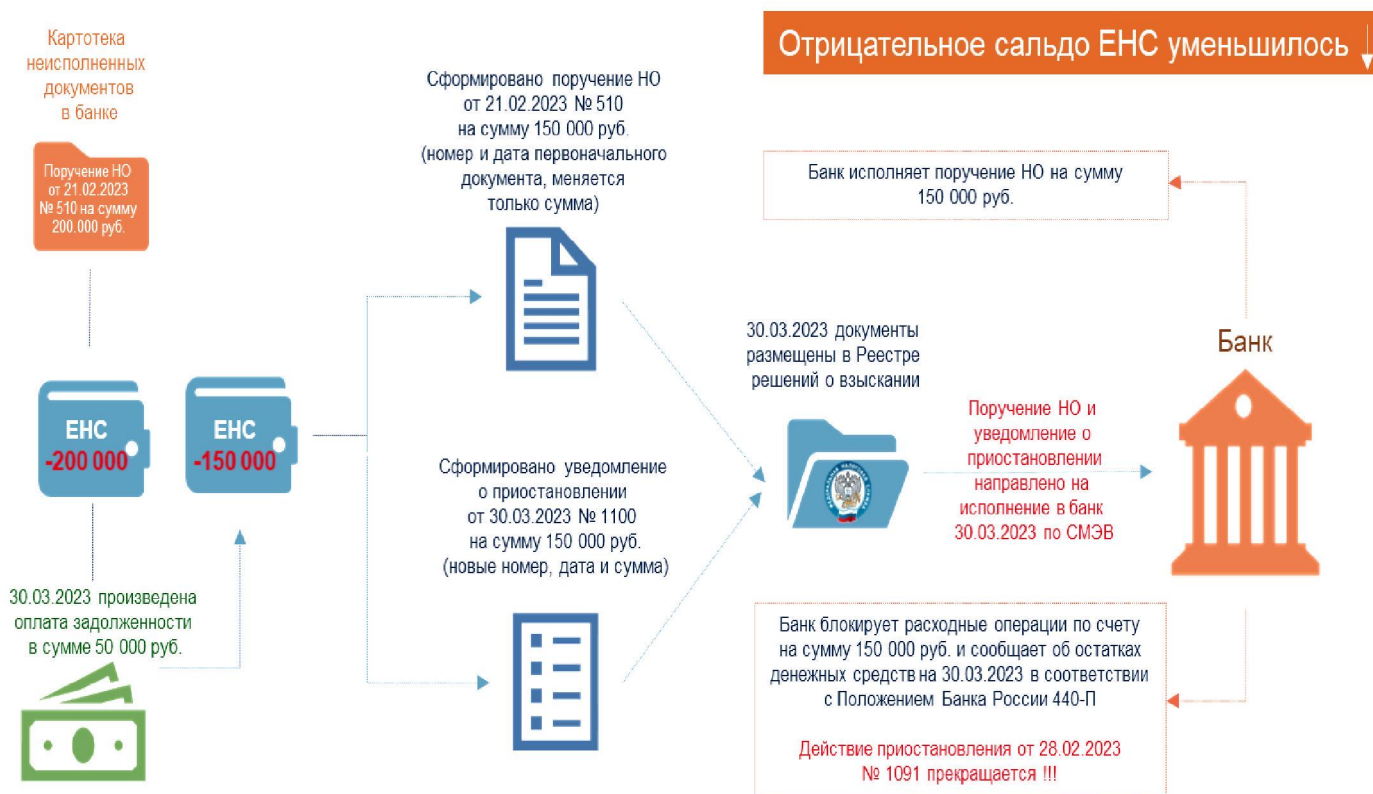 Отрицательное сальдо ЕНС уменьшилось
Картотека
неисполненных
документов
в банке
Поручение НО
от 21.02.2023
№ 510 на сумму
200.000 руб.
ЕНС
-200 000
ЕНС
-150 000
30.03.2023 произведена
оплата задолженности
в сумме 50 000 руб.
Сформировано поручение НО
от 21.02.2023 № 510
на сумму 150 000 руб.
(номер и дата первоначального
документа, меняется
только сумма)
Сформировано уведомление
о приостановлении
от 30.03.2023 № 1100
на сумму 150 000 руб.
(новые номер, дата и сумма)
30.03.2023 документы
размещены в Реестре
решений о взыскании
Поручение НО и
уведомление о
приостановлении
направлено на
исполнение в банк
30.03.2023 по СМЭВ
Банк
Банк исполняет поручение НО на сумму
150 000 руб.
Банк блокирует расходные операции по счету
на сумму 150 000 руб. и сообщает об остатках
денежных средств на 30.03.2023 в соответствии
с Положением Банка России 440-П
Действие приостановления от 28.02.2023
№ 1091 прекращается !!!